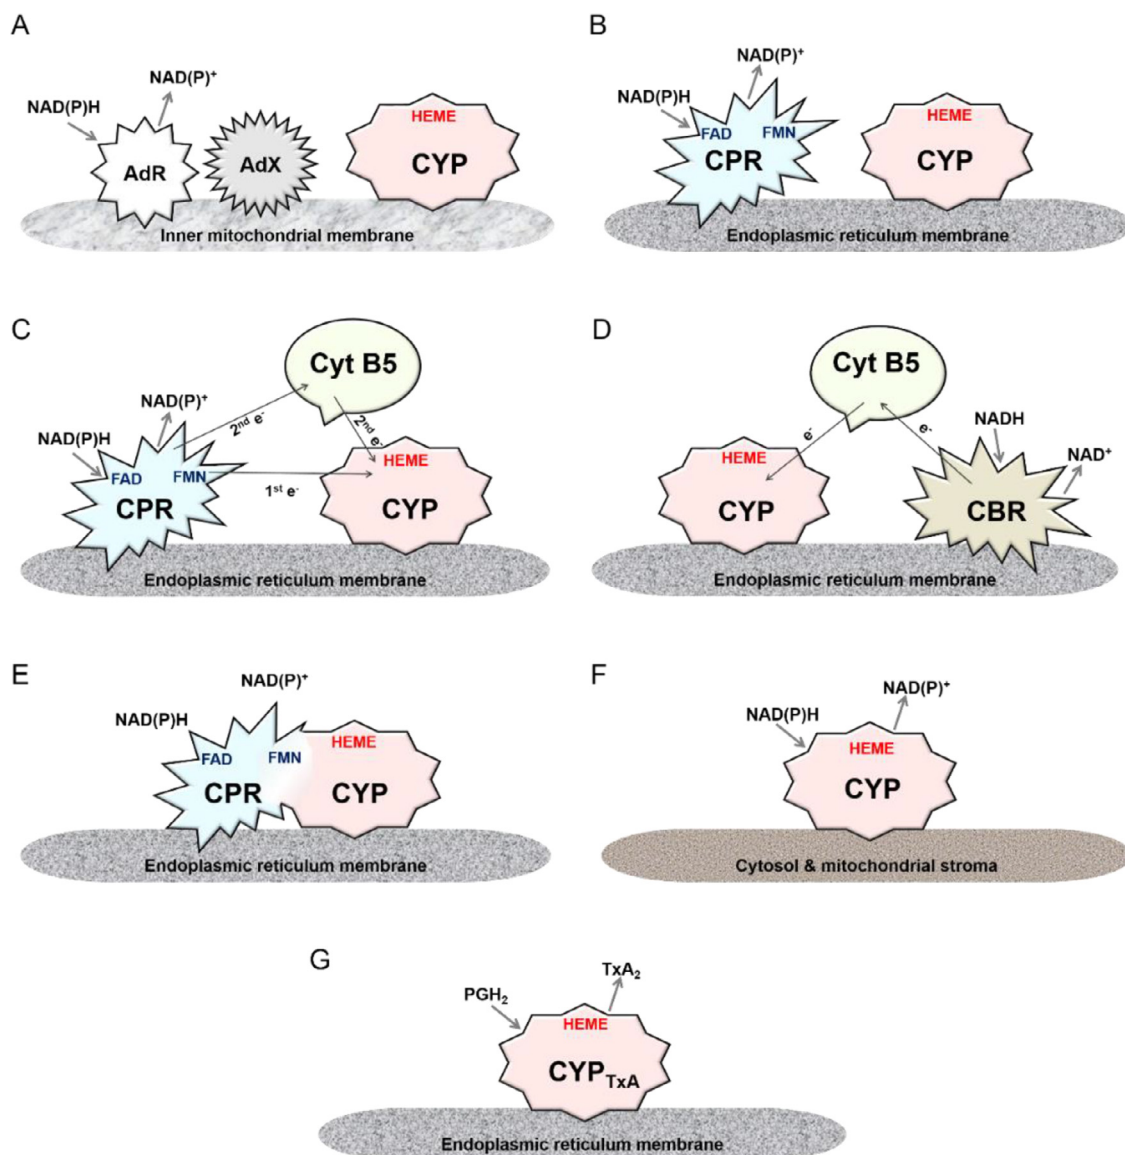 A
NAD(P)⁺
NAD(P)H
AdR
AdX
HEME
CYP
Inner mitochondrial membrane
B
NAD(P)⁺
NAD(P)H
FAD
FMN
CPR
HEME
CYP
Endoplasmic reticulum membrane
C
Cyt B5
NAD(P)⁺
NAD(P)H
2nd e-
2nd e-
FAD
FMN
1st e-
HEME
CPR
CYP
Endoplasmic reticulum membrane
D
Cyt B5
NADH
e-
e-
NAD⁺
HEME
CYP
CBR
Endoplasmic reticulum membrane
E
NAD(P)⁺
NAD(P)H
FAD
FMN
HEME
CPR
CYP
Endoplasmic reticulum membrane
F
NAD(P)⁺
NAD(P)H
HEME
CYP
Cytosol & mitochondrial stroma
G
TxA₂
PGH₂
HEME
CYP TxA
Endoplasmic reticulum membrane